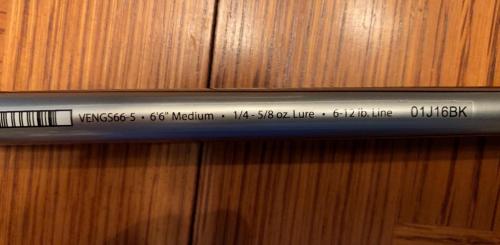 VENGS66-5 • 6'6" Medium • 1/4 - 5/8 oz. Lure • 6-12 lb. Line 01J16BK